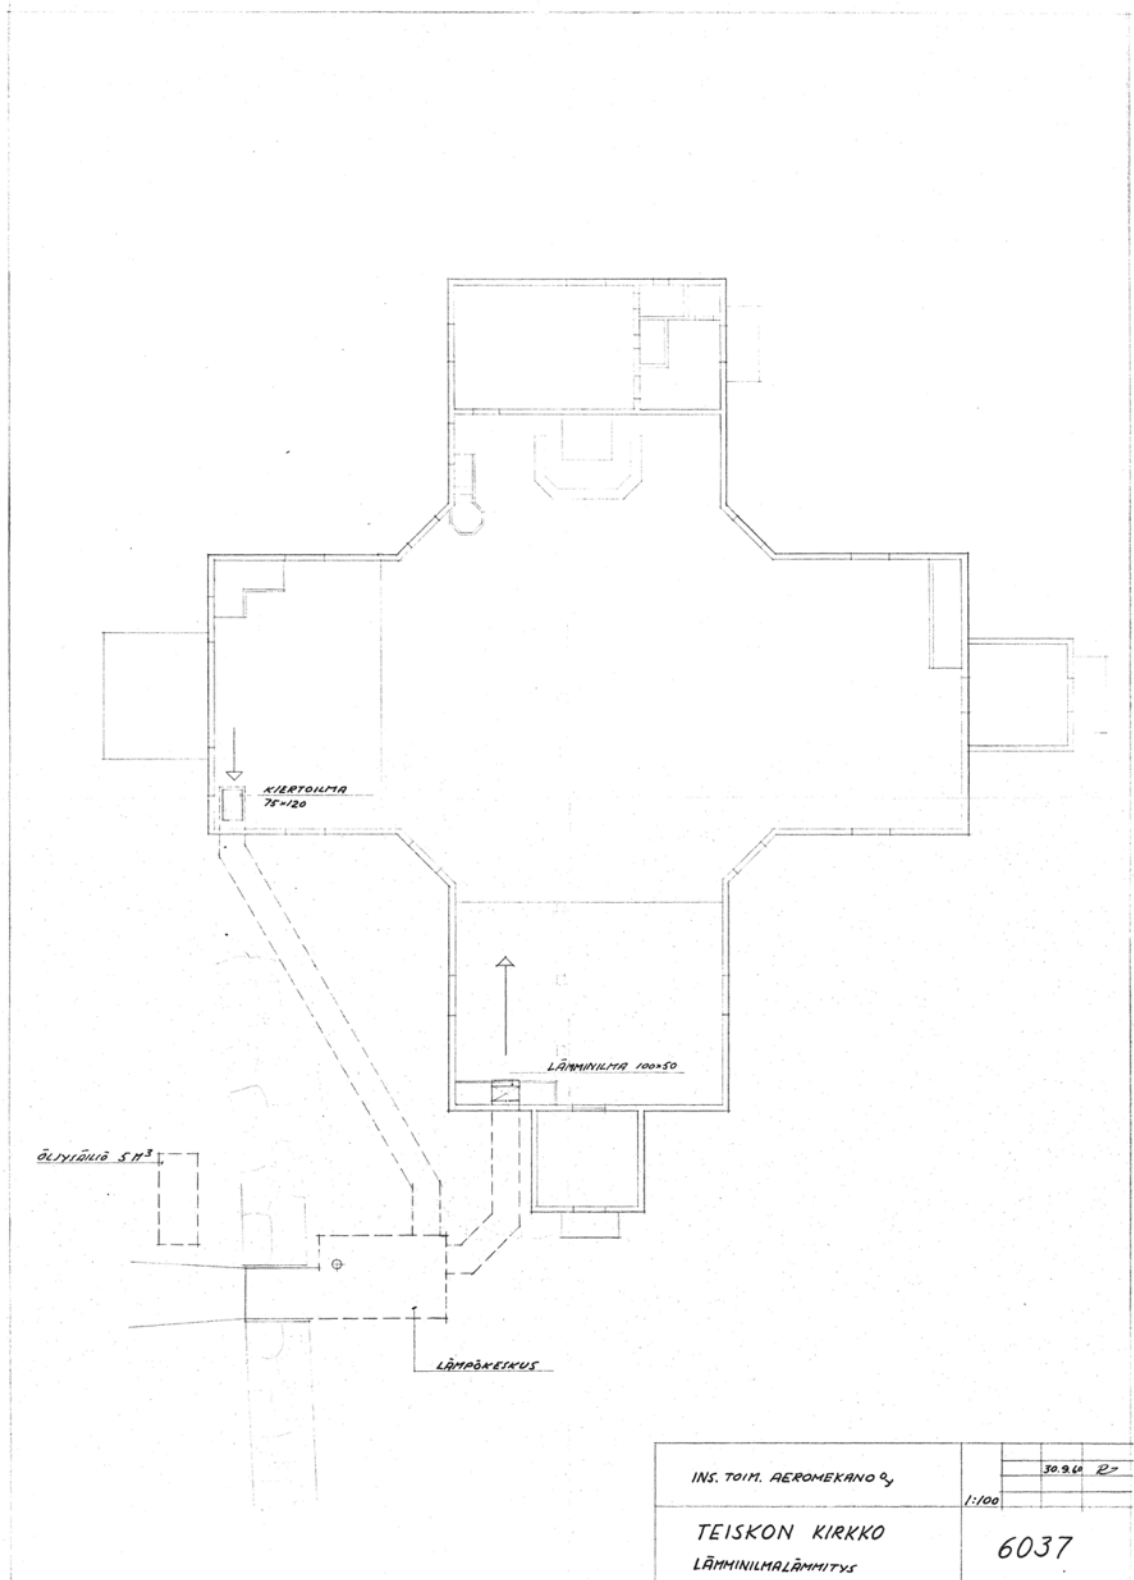 KIERTOILMA
75×120
LÄMMINILMA 100×50
ÖLJYSÄILIÖ 5 M³
LÄMPÖKESKUS
INS. TOIM. AEROMEKANO Oy
1:100
30.9.60
TEISKON KIRKKO
LÄMMINILMALÄMMITYS
6037